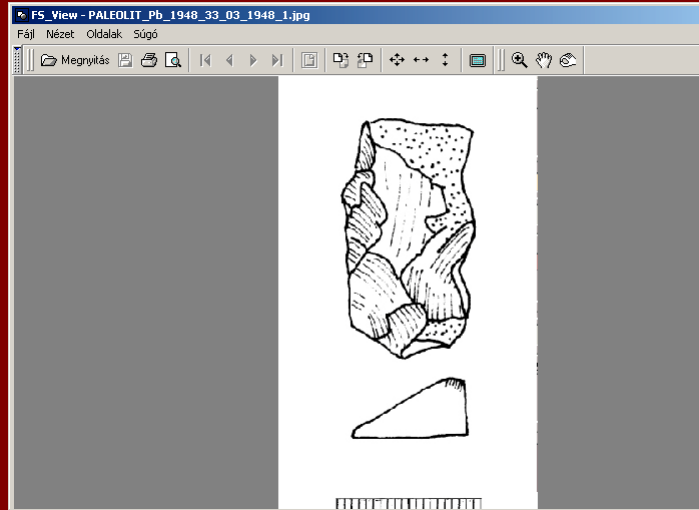 FS_View - PALEOLIT_Pb_1948_33_03_1948_1.jpg
Fájl Nézet Oldalak Súgó
Megnyitás